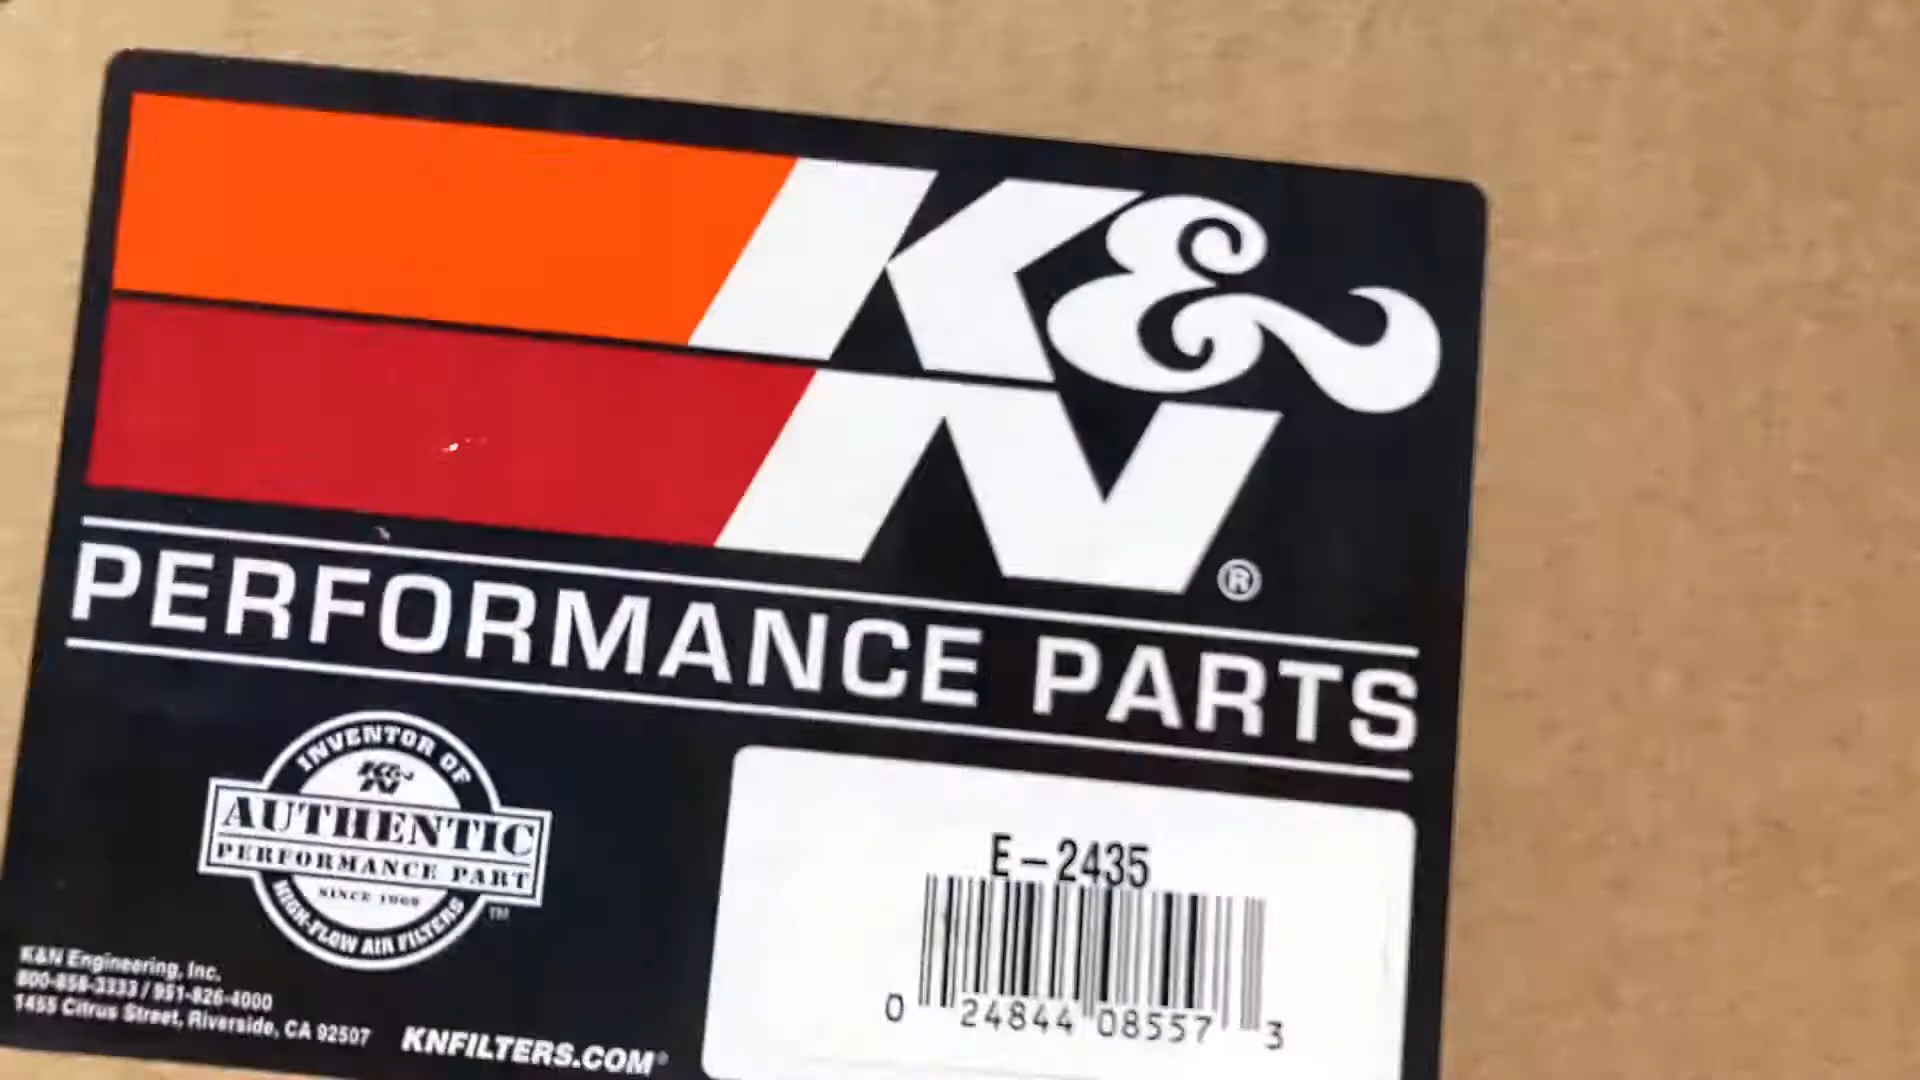 K&N®
PERFORMANCE PARTS
INVENTOR OF
K&N
AUTHENTIC
PERFORMANCE PART
SINCE 1969
HIGH-FLOW AIR FILTERS
TM
K&N Engineering, Inc.
800-858-3333 / 951-826-4000
1455 Citrus Street, Riverside, CA 92507
KNFILTERS.COM®
E-2435
0 24844 08557 3